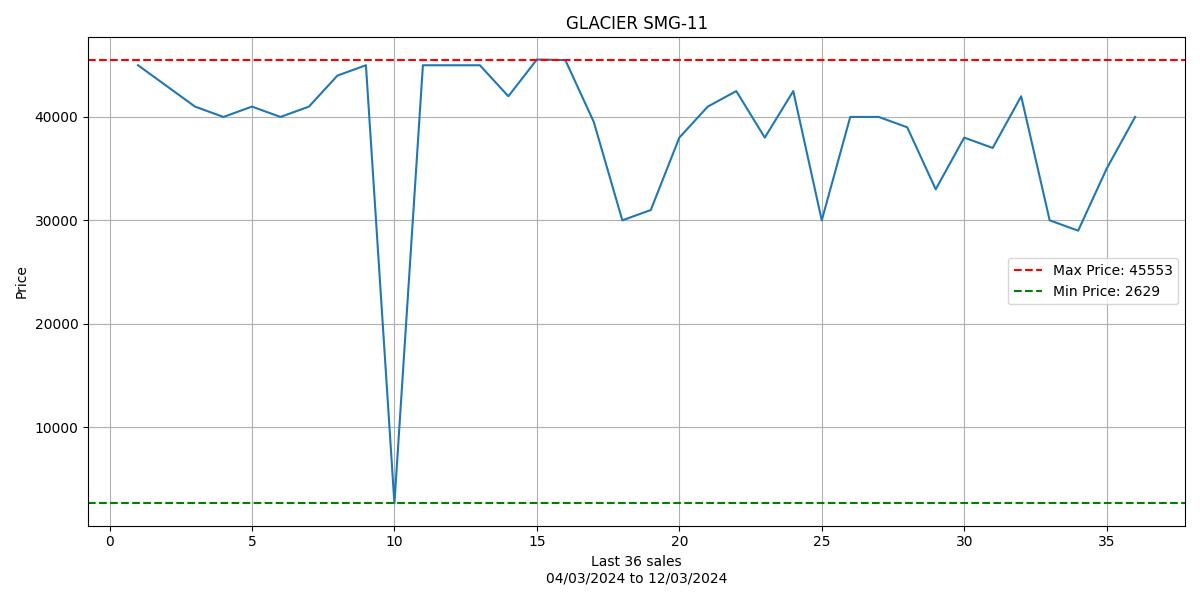 GLACIER SMG-11
Price
40000
30000
20000
10000
Max Price: 45553
Min Price: 2629
0 5 10 15 20 25 30 35
Last 36 sales
04/03/2024 to 12/03/2024